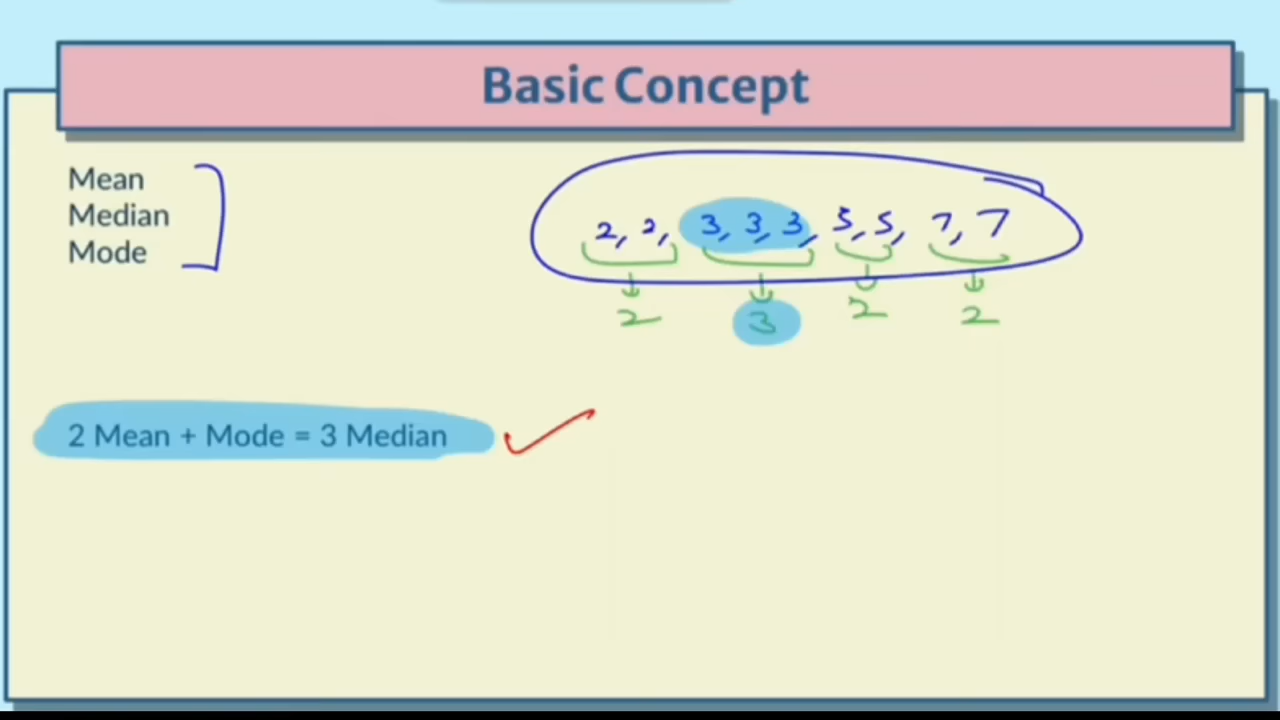 Basic Concept
Mean
Median
Mode
2, 2, 3, 3, 3, 5, 5, 7, 7
2 3 2 2
2 Mean + Mode = 3 Median